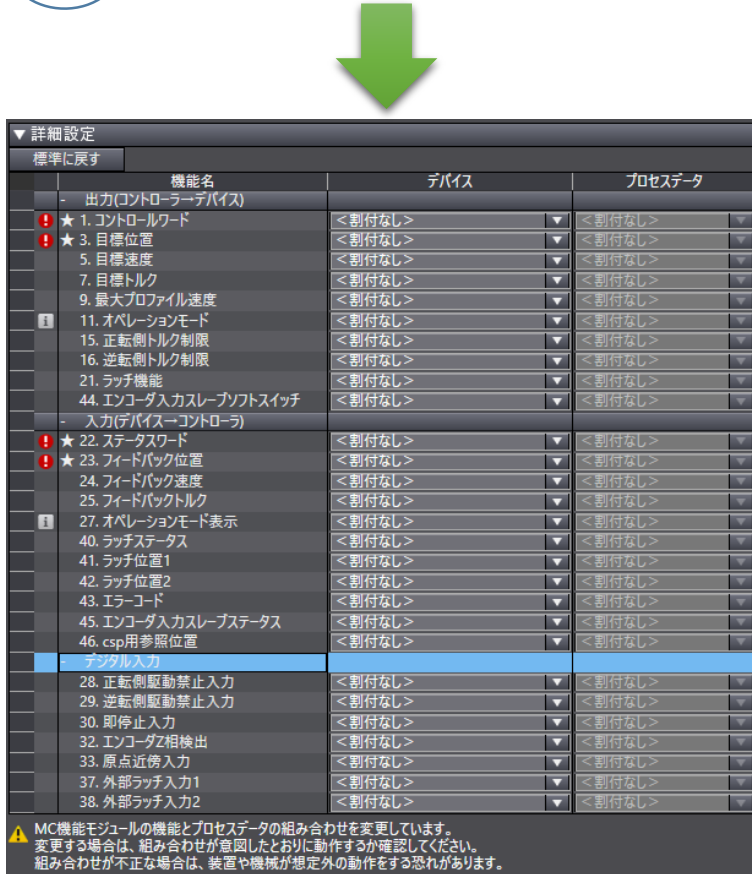 ▼ 詳細設定
標準に戻す
機能名 デバイス プロセスデータ
- 出力(コントローラ→デバイス)
★ 1. コントロールワード <割付なし> <割付なし>
★ 3. 目標位置 <割付なし> <割付なし>
5. 目標速度 <割付なし> <割付なし>
7. 目標トルク <割付なし> <割付なし>
9. 最大プロファイル速度 <割付なし> <割付なし>
11. オペレーションモード <割付なし> <割付なし>
15. 正転側トルク制限 <割付なし> <割付なし>
16. 逆転側トルク制限 <割付なし> <割付なし>
21. ラッチ機能 <割付なし> <割付なし>
44. エンコーダ入力スレーブソフトスイッチ <割付なし> <割付なし>
- 入力(デバイス→コントローラ)
★ 22. ステータスワード <割付なし> <割付なし>
★ 23. フィードバック位置 <割付なし> <割付なし>
24. フィードバック速度 <割付なし> <割付なし>
25. フィードバックトルク <割付なし> <割付なし>
27. オペレーションモード表示 <割付なし> <割付なし>
40. ラッチステータス <割付なし> <割付なし>
41. ラッチ位置1 <割付なし> <割付なし>
42. ラッチ位置2 <割付なし> <割付なし>
43. エラーコード <割付なし> <割付なし>
45. エンコーダ入力スレーブステータス <割付なし> <割付なし>
46. csp用参照位置 <割付なし> <割付なし>
- デジタル入力
28. 正転側駆動禁止入力 <割付なし> <割付なし>
29. 逆転側駆動禁止入力 <割付なし> <割付なし>
30. 即停止入力 <割付なし> <割付なし>
32. エンコーダZ相検出 <割付なし> <割付なし>
33. 原点近傍入力 <割付なし> <割付なし>
37. 外部ラッチ入力1 <割付なし> <割付なし>
38. 外部ラッチ入力2 <割付なし> <割付なし>
MC機能モジュールの機能とプロセスデータの組み合わせを変更しています。
変更する場合は、組み合わせが意図したとおりに動作するか確認してください。
組み合わせが不正な場合は、装置や機械が想定外の動作をする恐れがあります。